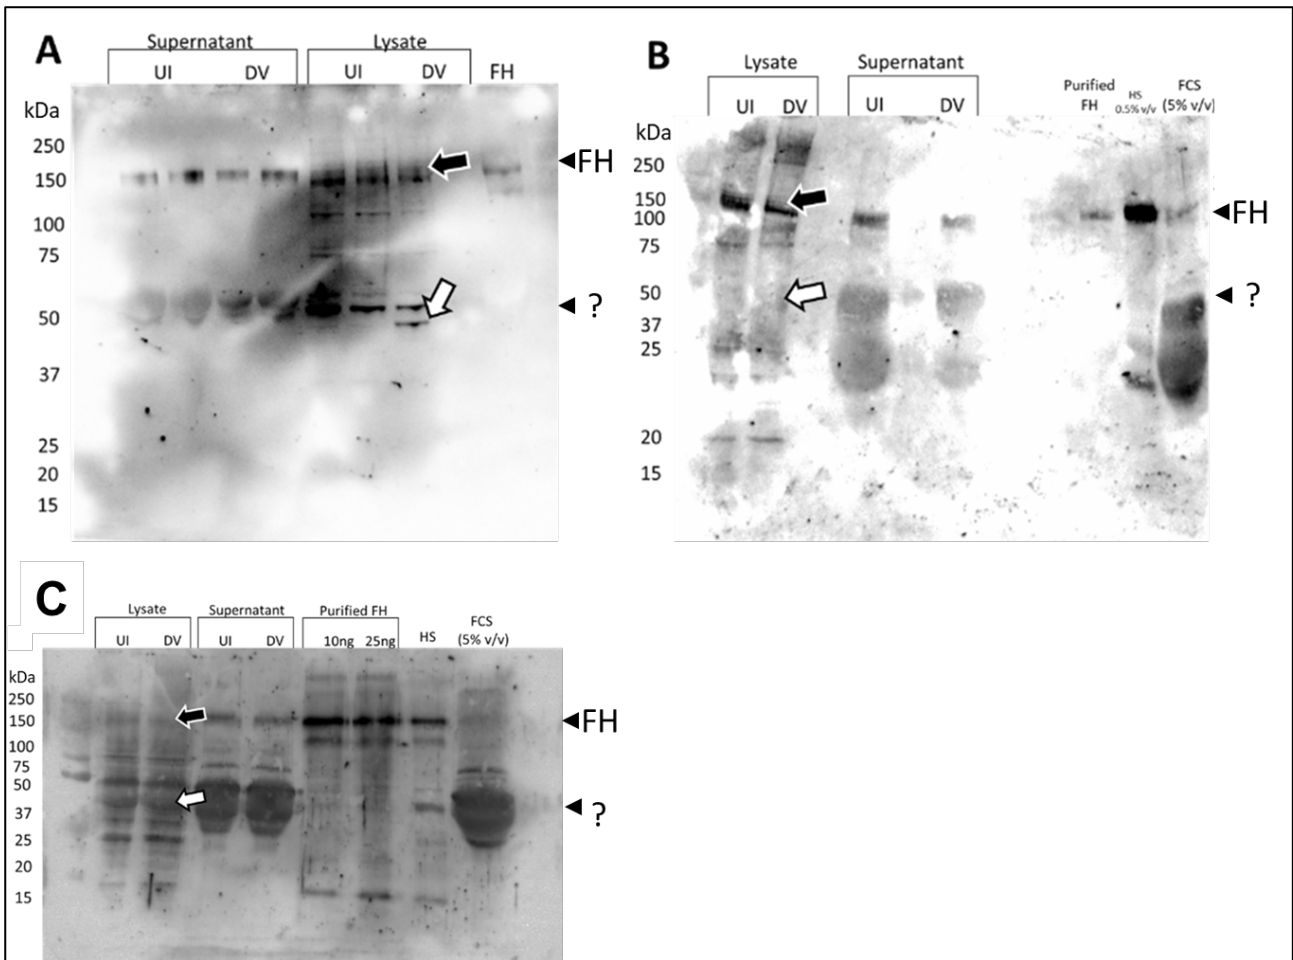 A
Supernatant Lysate
UI DV UI DV FH
kDa
250
150
100
75
50
37
25
20
15
FH
?
B
Lysate Supernatant
UI DV UI DV
Purified FH
HS 0.5% v/v
FCS (5% v/v)
kDa
250
150
100
75
50
37
25
20
15
FH
?
C
Lysate Supernatant Purified FH
UI DV UI DV 10ng 25ng HS
FCS
(5% v/v)
kDa
250
150
100
75
50
37
25
20
15
FH
?